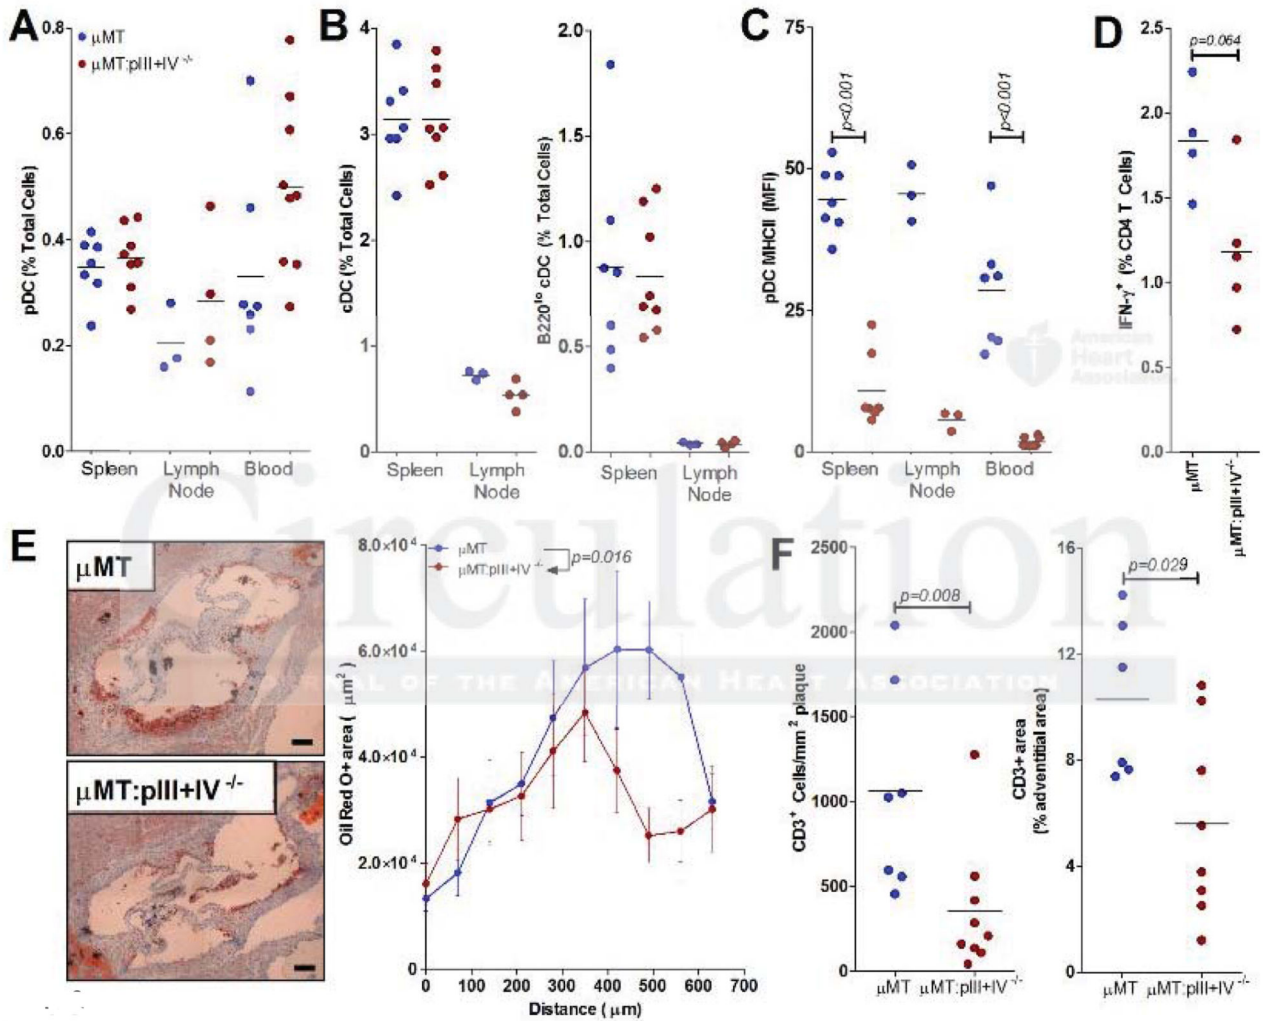 A
μMT
μMT:pIII+IV -/-
pDC (% Total Cells)
0.8
0.6
0.4
0.2
0.0
Spleen
Lymph Node
Blood
B
cDC (% Total Cells)
4
3
2
1
0
Spleen
Lymph Node
B220lo cDC (% Total Cells)
2.0
1.5
1.0
0.5
0.0
Spleen
Lymph Node
C
pDC MHCII (MFI)
75
50
25
0
p<0.001
p<0.001
Spleen
Lymph Node
Blood
American
Heart
Association.
D
IFN-γ+ (% CD4 T Cells)
2.5
2.0
1.5
1.0
0.5
0.0
p=0.064
μMT
μMT:pIII+IV-/-
Circulation
JOURNAL OF THE AMERICAN HEART ASSOCIATION
E
μMT
μMT:pIII+IV -/-
μMT
μMT:pIII+IV -/-
p=0.016
Oil Red O+ area( μm2)
8.0×10 4
6.0×10 4
4.0×10 4
2.0×10 4
0
0 100 200 300 400 500 600 700
Distance ( μm)
F
CD3+ Cells/mm2 plaque
2500
2000
1500
1000
500
0
p=0.008
μMT μMT:pIII+IV -/-
CD3+ area
(% adventitial area)
16
12
8
4
0
p=0.029
μMT μMT:pIII+IV -/-